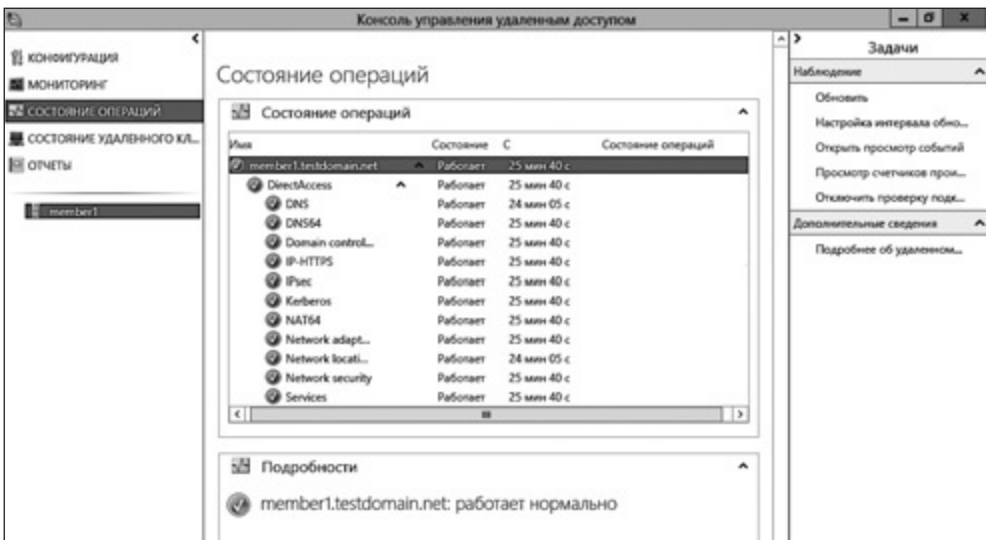 Консоль управления удаленным доступом
КОНФИГУРАЦИЯ
МОНИТОРИНГ
СОСТОЯНИЕ ОПЕРАЦИЙ
СОСТОЯНИЕ УДАЛЕННОГО КЛ...
ОТЧЕТЫ
member1
Состояние операций
Состояние операций
Имя Состояние С Состояние операций
member1.testdomain.net Работает 25 мин 40 с
DirectAccess Работает 25 мин 40 с
DNS Работает 24 мин 05 с
DNS64 Работает 25 мин 40 с
Domain control... Работает 25 мин 40 с
IP-HTTPS Работает 25 мин 40 с
IPsec Работает 25 мин 40 с
Kerberos Работает 25 мин 40 с
NAT64 Работает 25 мин 40 с
Network adapt... Работает 25 мин 40 с
Network locati... Работает 24 мин 05 с
Network security Работает 25 мин 40 с
Services Работает 25 мин 40 с
Подробности
member1.testdomain.net: работает нормально
Задачи
Наблюдение
Обновить
Настройка интервала обно...
Открыть просмотр событий
Просмотр счетчиков прои...
Отключить проверку подк...
Дополнительные сведения
Подробнее об удаленном...